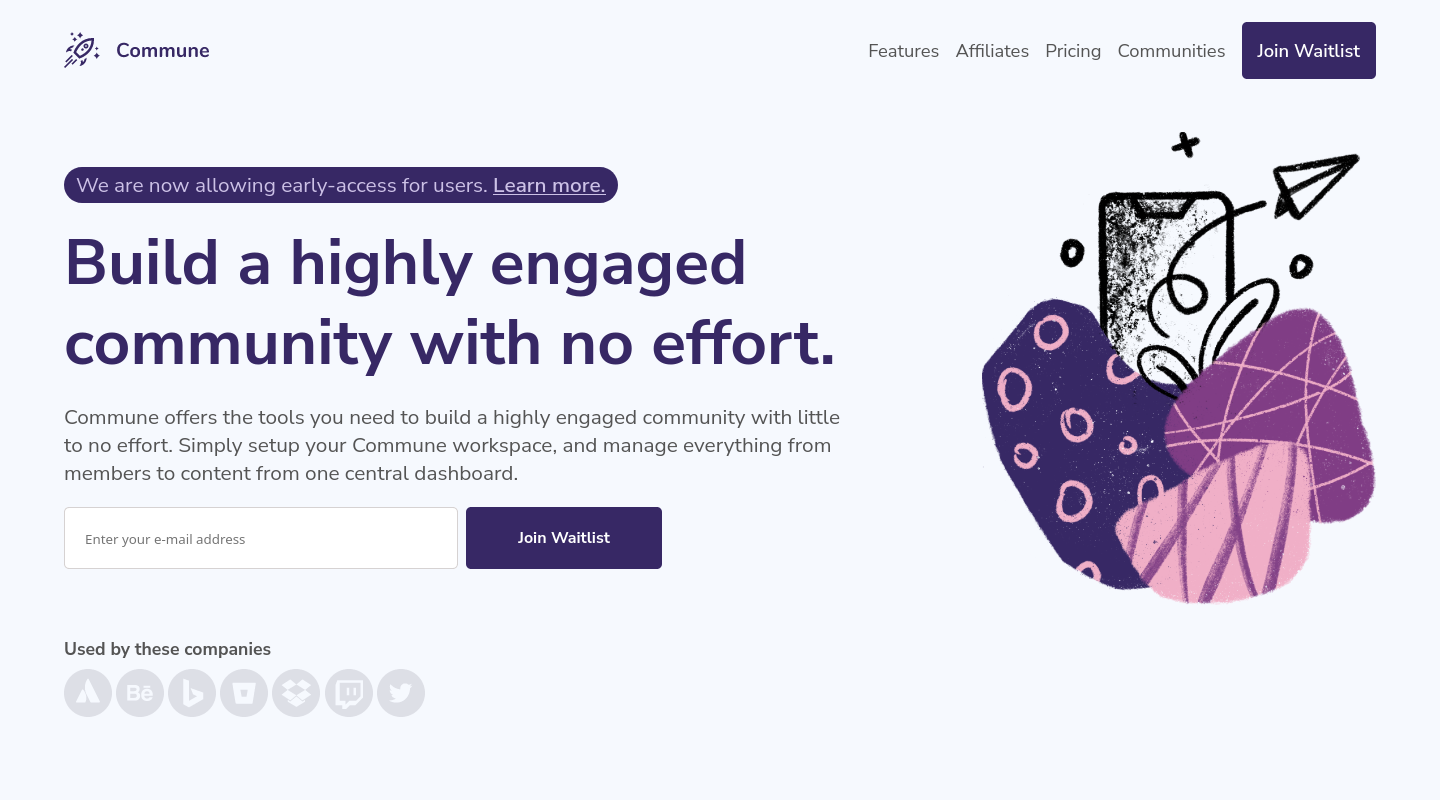 Commune
Features
Affiliates
Pricing
Communities
Join Waitlist
We are now allowing early-access for users. Learn more.
Build a highly engaged
community with no effort.
Commune offers the tools you need to build a highly engaged community with little
to no effort. Simply setup your Commune workspace, and manage everything from
members to content from one central dashboard.
Enter your e-mail address
Join Waitlist
Used by these companies
Bē